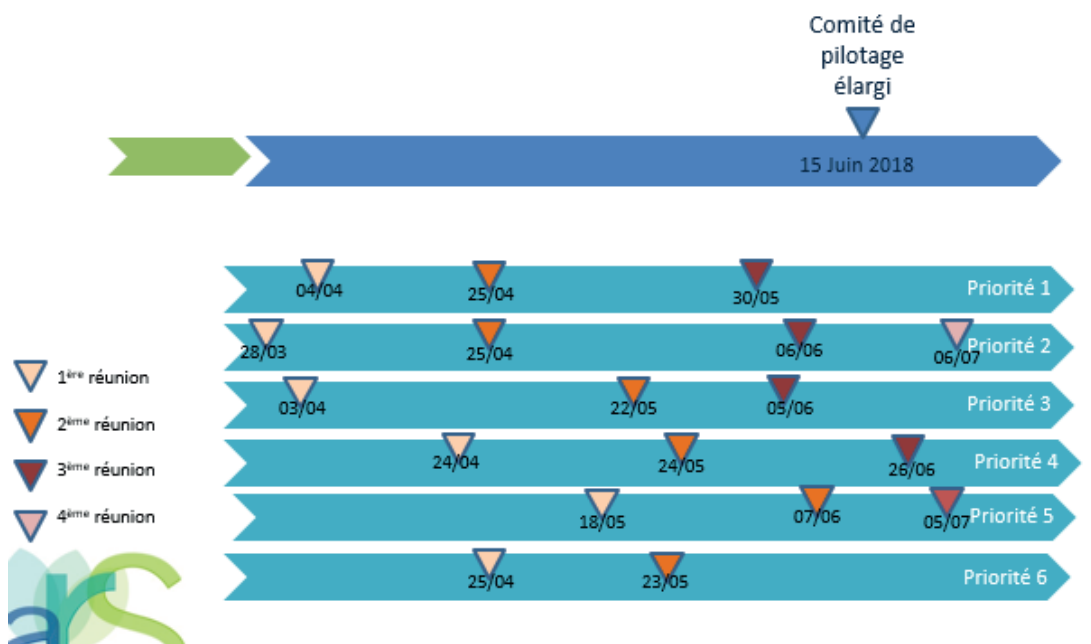 Comité de
pilotage
élargi
15 Juin 2018
04/04 25/04 30/05 Priorité 1
28/03 25/04 06/06 06/07 Priorité 2
03/04 22/05 05/06 Priorité 3
24/04 24/05 26/06 Priorité 4
18/05 07/06 05/07 Priorité 5
25/04 23/05 Priorité 6
1ère réunion
2ème réunion
3ème réunion
4ème réunion
ars